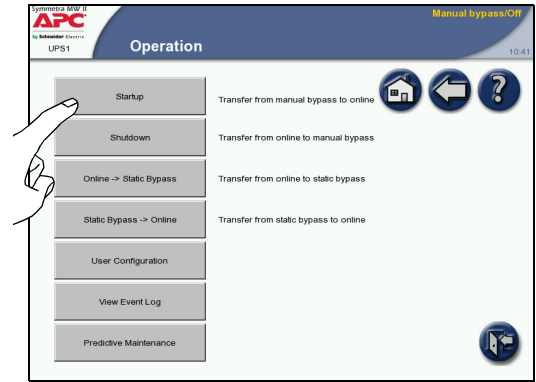 Symmetra MW II
APC
by Schneider Electric
UPS1
Operation
Manual bypass/Off
10:41
Startup
Transfer from manual bypass to online
Shutdown
Transfer from online to manual bypass
Online -> Static Bypass
Transfer from online to static bypass
Static Bypass -> Online
Transfer from static bypass to online
User Configuration
View Event Log
Predictive Maintenance
?